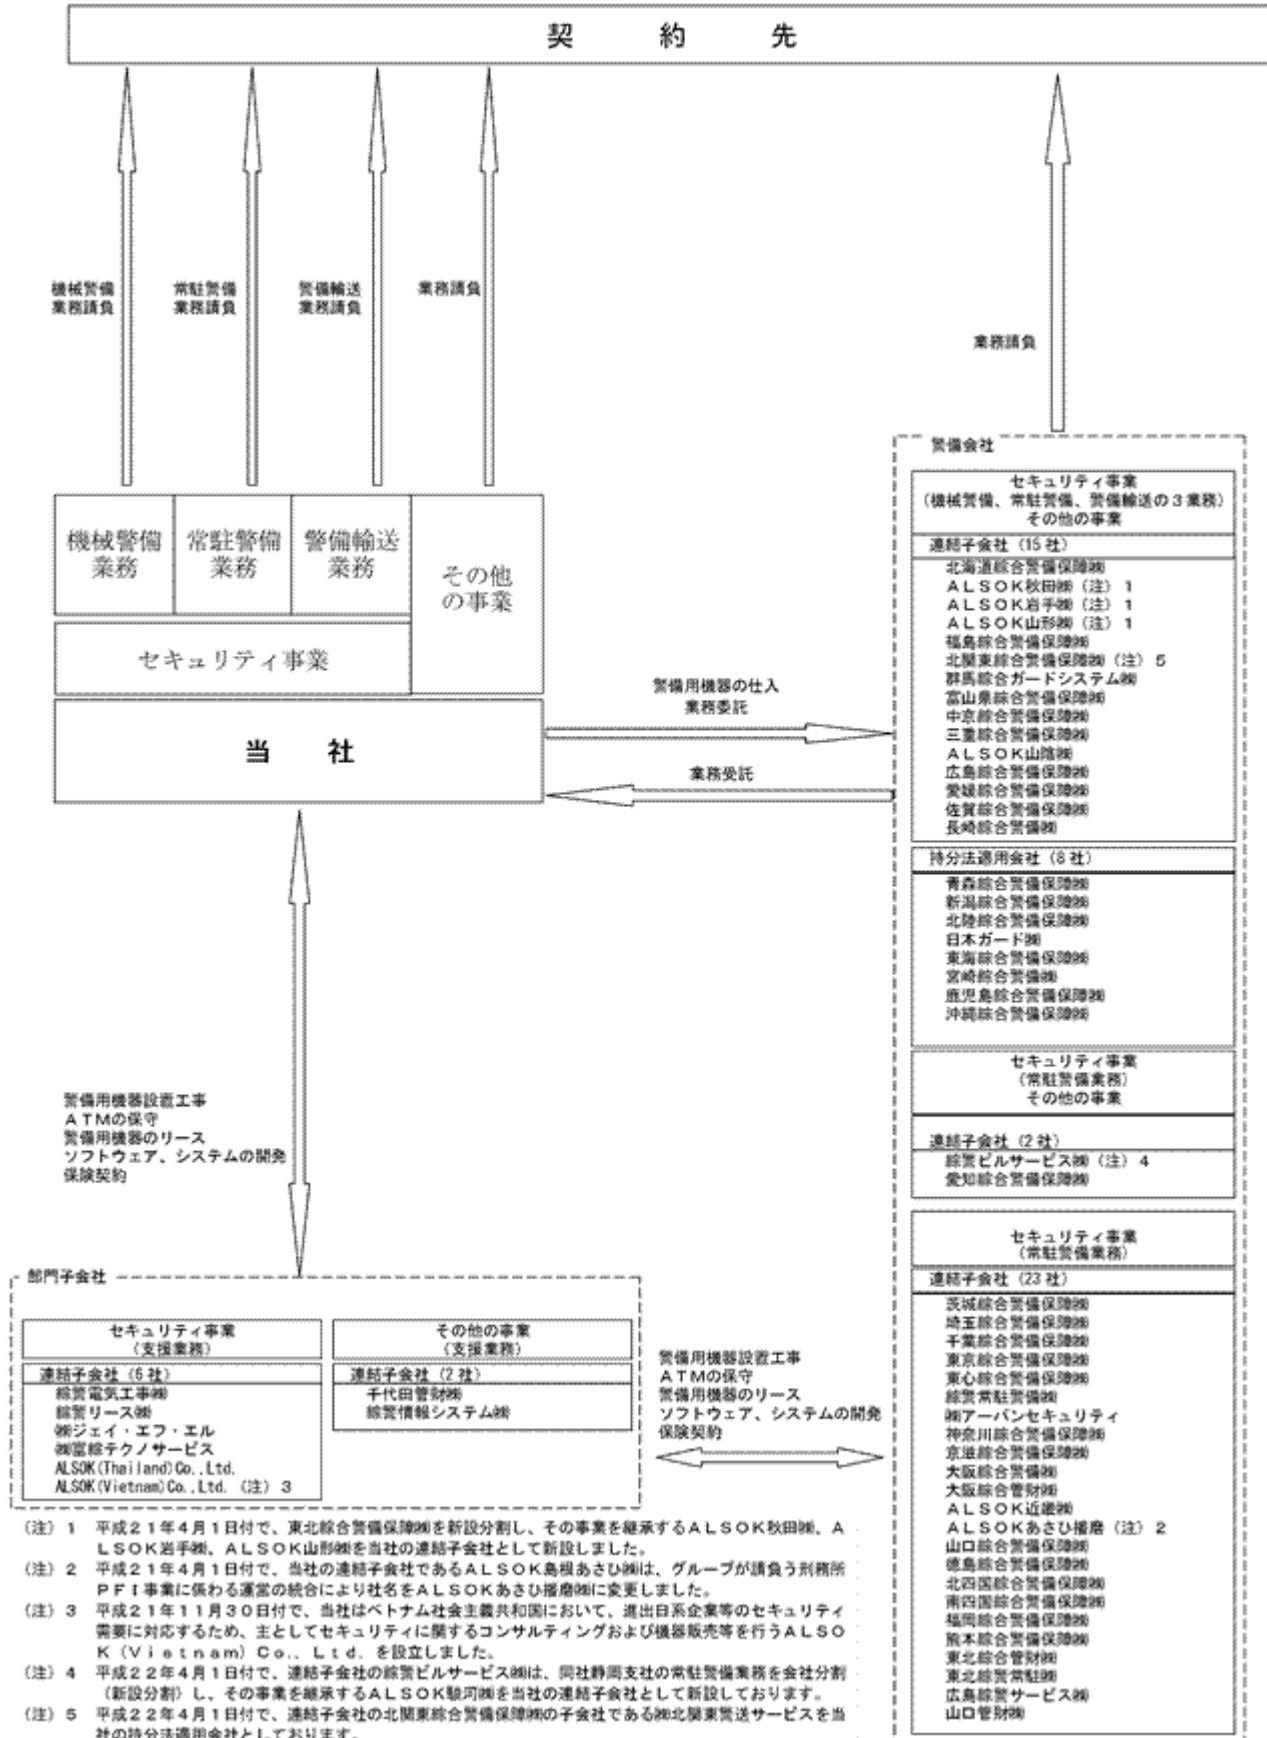 契約先
機械警備
業務請負
常駐警備
業務請負
警備輸送
業務請負
業務請負
業務請負
機械警備
業務
常駐警備
業務
警備輸送
業務
その他
の事業
セキュリティ事業
当社
警備用機器の仕入
業務委託
業務受託
警備会社
セキュリティ事業
(機械警備、常駐警備、警備輸送の3業務)
その他の事業
連結子会社(15社)
北海道綜合警備保障㈱
ALSOK秋田㈱(注)1
ALSOK岩手㈱(注)1
ALSOK山形㈱(注)1
福島綜合警備保障㈱
北関東綜合警備保障㈱(注)5
群馬綜合ガードシステム㈱
富山県綜合警備保障㈱
中京綜合警備保障㈱
三重綜合警備保障㈱
ALSOK山陰㈱
広島綜合警備保障㈱
愛媛綜合警備保障㈱
佐賀綜合警備保障㈱
長崎綜合警備㈱
持分法適用会社(8社)
青森綜合警備保障㈱
新潟綜合警備保障㈱
北陸綜合警備保障㈱
日本ガード㈱
東海綜合警備保障㈱
宮崎綜合警備㈱
鹿児島綜合警備保障㈱
沖縄綜合警備保障㈱
セキュリティ事業
(常駐警備業務)
その他の事業
連結子会社(2社)
綜警ビルサービス㈱(注)4
愛知綜合警備保障㈱
セキュリティ事業
(常駐警備業務)
連結子会社(23社)
茨城綜合警備保障㈱
埼玉綜合警備保障㈱
千葉綜合警備保障㈱
東京綜合警備保障㈱
東心綜合警備保障㈱
綜警常駐警備㈱
㈱アーバンセキュリティ
神奈川綜合警備保障㈱
京滋綜合警備保障㈱
大阪綜合警備㈱
大阪綜合管財㈱
ALSOK近畿㈱
ALSOKあさひ播磨(注)2
山口綜合警備保障㈱
徳島綜合警備保障㈱
北四国綜合警備保障㈱
南四国綜合警備保障㈱
福岡綜合警備保障㈱
熊本綜合警備保障㈱
東北綜合管財㈱
東北綜警常駐㈱
広島綜警サービス㈱
山口管財㈱
警備用機器設置工事
ATMの保守
警備用機器のリース
ソフトウェア、システムの開発
保険契約
部門子会社
セキュリティ事業
(支援業務)
連結子会社(6社)
綜警電気工事㈱
綜警リース㈱
㈱ジェイ・エフ・エル
㈱富綜テクノサービス
ALSOK(Thailand)Co.,Ltd.
ALSOK(Vietnam)Co.,Ltd.(注)3
その他の事業
(支援業務)
連結子会社(2社)
千代田管財㈱
綜警情報システム㈱
警備用機器設置工事
ATMの保守
警備用機器のリース
ソフトウェア、システムの開発
保険契約
(注)1 平成21年4月1日付で、東北綜合警備保障㈱を新設分割し、その事業を継承するALSOK秋田㈱、A
LSOK岩手㈱、ALSOK山形㈱を当社の連結子会社として新設しました。
(注)2 平成21年4月1日付で、当社の連結子会社であるALSOK島根あさひ㈱は、グループが請負う刑務所
PFI事業に係わる運営の統合により社名をALSOKあさひ播磨㈱に変更しました。
(注)3 平成21年11月30日付で、当社はベトナム社会主義共和国において、進出日系企業等のセキュリティ
需要に対応するため、主としてセキュリティに関するコンサルティングおよび機器販売等を行うALSO
K(Vietnam)Co., Ltd. を設立しました。
(注)4 平成22年4月1日付で、連結子会社の綜警ビルサービス㈱は、同社静岡支社の常駐警備業務を会社分割
(新設分割)し、その事業を継承するALSOK駿河㈱を当社の連結子会社として新設しております。
(注)5 平成22年4月1日付で、連結子会社の北関東綜合警備保障㈱の子会社である㈱北関東警送サービスを当
社の持分法適用会社としております。